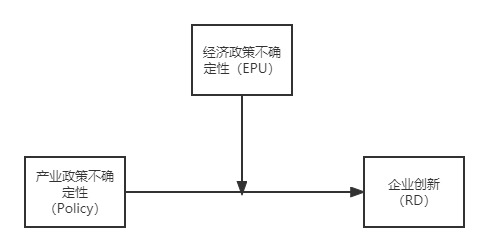 经济政策不确
定性（EPU）
产业政策不确
定性
（Policy）
企业创新
（RD）